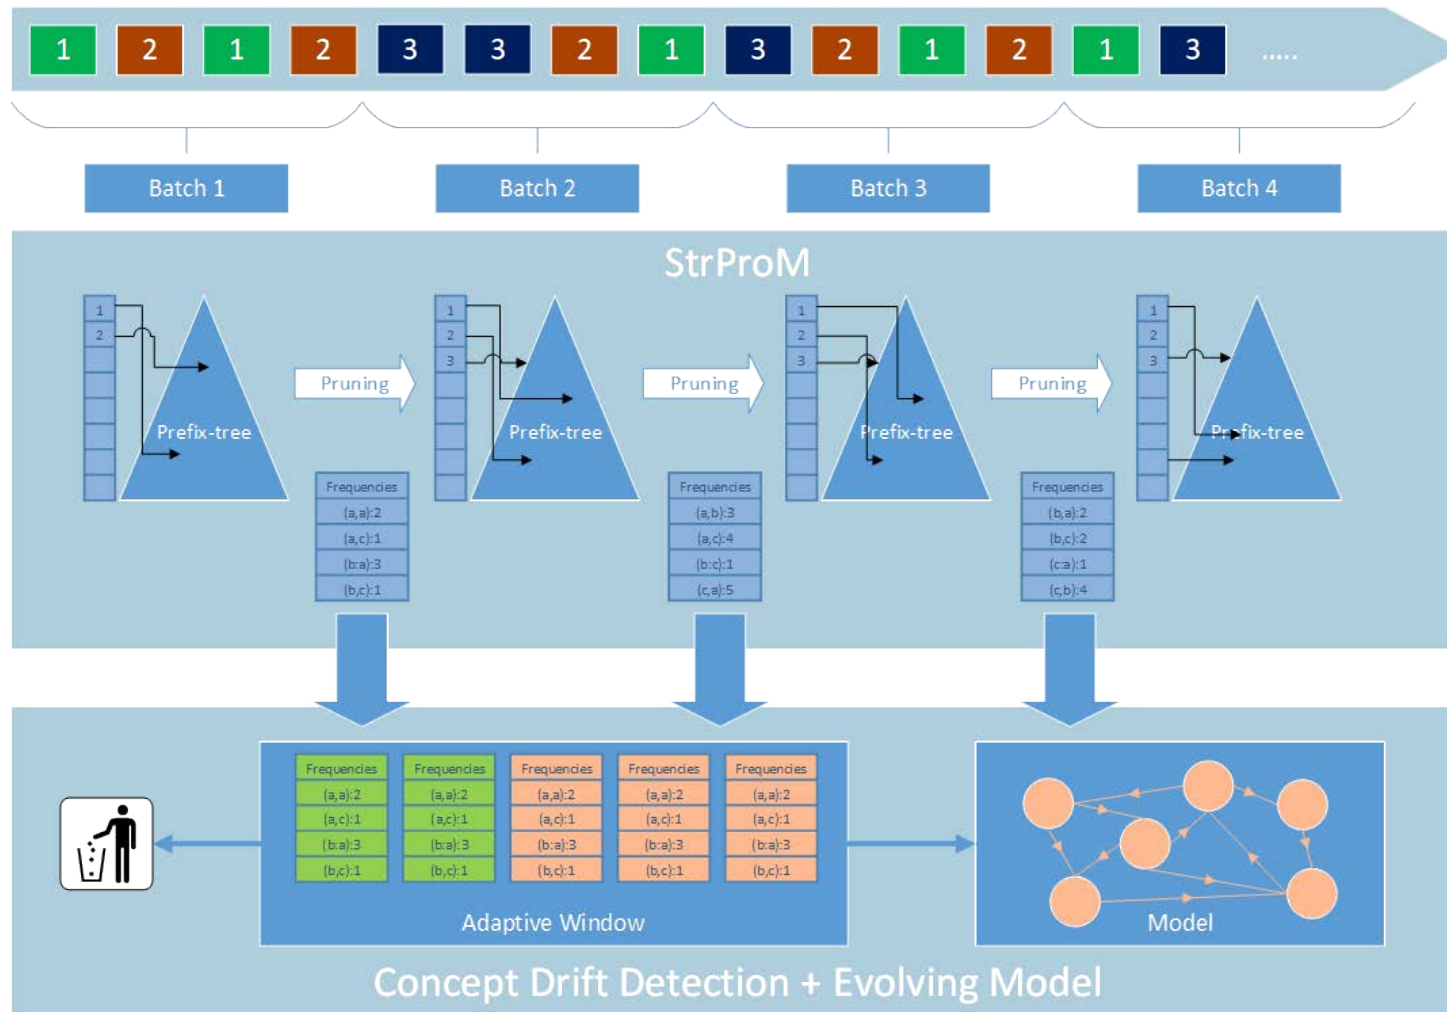 1 2 1 2 3 3 2 1 3 2 1 2 1 3 .....
Batch 1 Batch 2 Batch 3 Batch 4
StrProM
1 1 1 1
2 2 2 2
3 3 3
Pruning Pruning Pruning
Prefix-tree Prefix-tree Prefix-tree Prefix-tree
Frequencies Frequencies Frequencies
(a,a):2 (a,b):3 (b,a):2
(a,c):1 (a,c):4 (b,c):2
(b:a):3 (b:c):1 (c:a):1
(b,c):1 (c,a):5 (c,b):4
Frequencies Frequencies Frequencies Frequencies Frequencies
(a,a):2 (a,a):2 (a,a):2 (a,a):2 (a,a):2
(a,c):1 (a,c):1 (a,c):1 (a,c):1 (a,c):1
(b:a):3 (b:a):3 (b:a):3 (b:a):3 (b:a):3
(b,c):1 (b,c):1 (b,c):1 (b,c):1 (b,c):1
Adaptive Window Model
Concept Drift Detection + Evolving Model